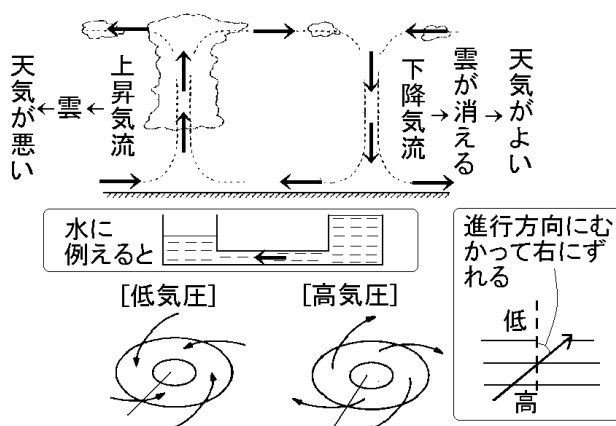 天気が悪い
←雲←
上昇気流
下降気流
→
雲が消える
→
天気がよい
水に
例えると
[低気圧]
[高気圧]
進行方向にむ
かって右にず
れる
低
高